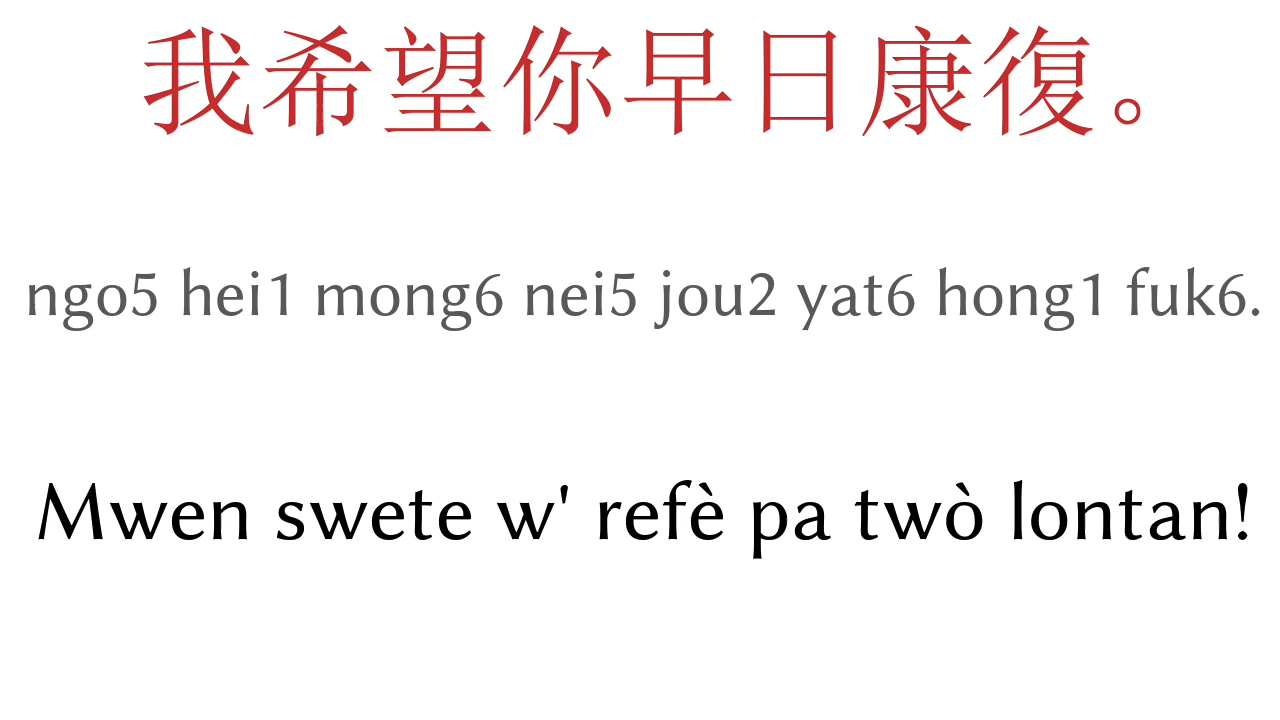 我希望你早日康復。
ngo5 hei1 mong6 nei5 jou2 yat6 hong1 fuk6.
Mwen swete w' refè pa twò lontan!